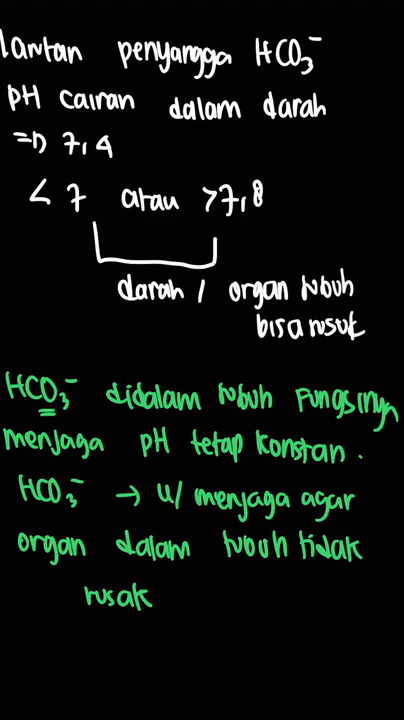 larutan penyangga HCO₃⁻
pH cairan dalam darah
=> 7,4
< 7 atau >7,8
darah / organ tubuh
bisa rusak
HCO₃⁻ didalam tubuh fungsinya
menjaga pH tetap konstan.
HCO₃⁻ → u/ menjaga agar
organ dalam tubuh tidak
rusak